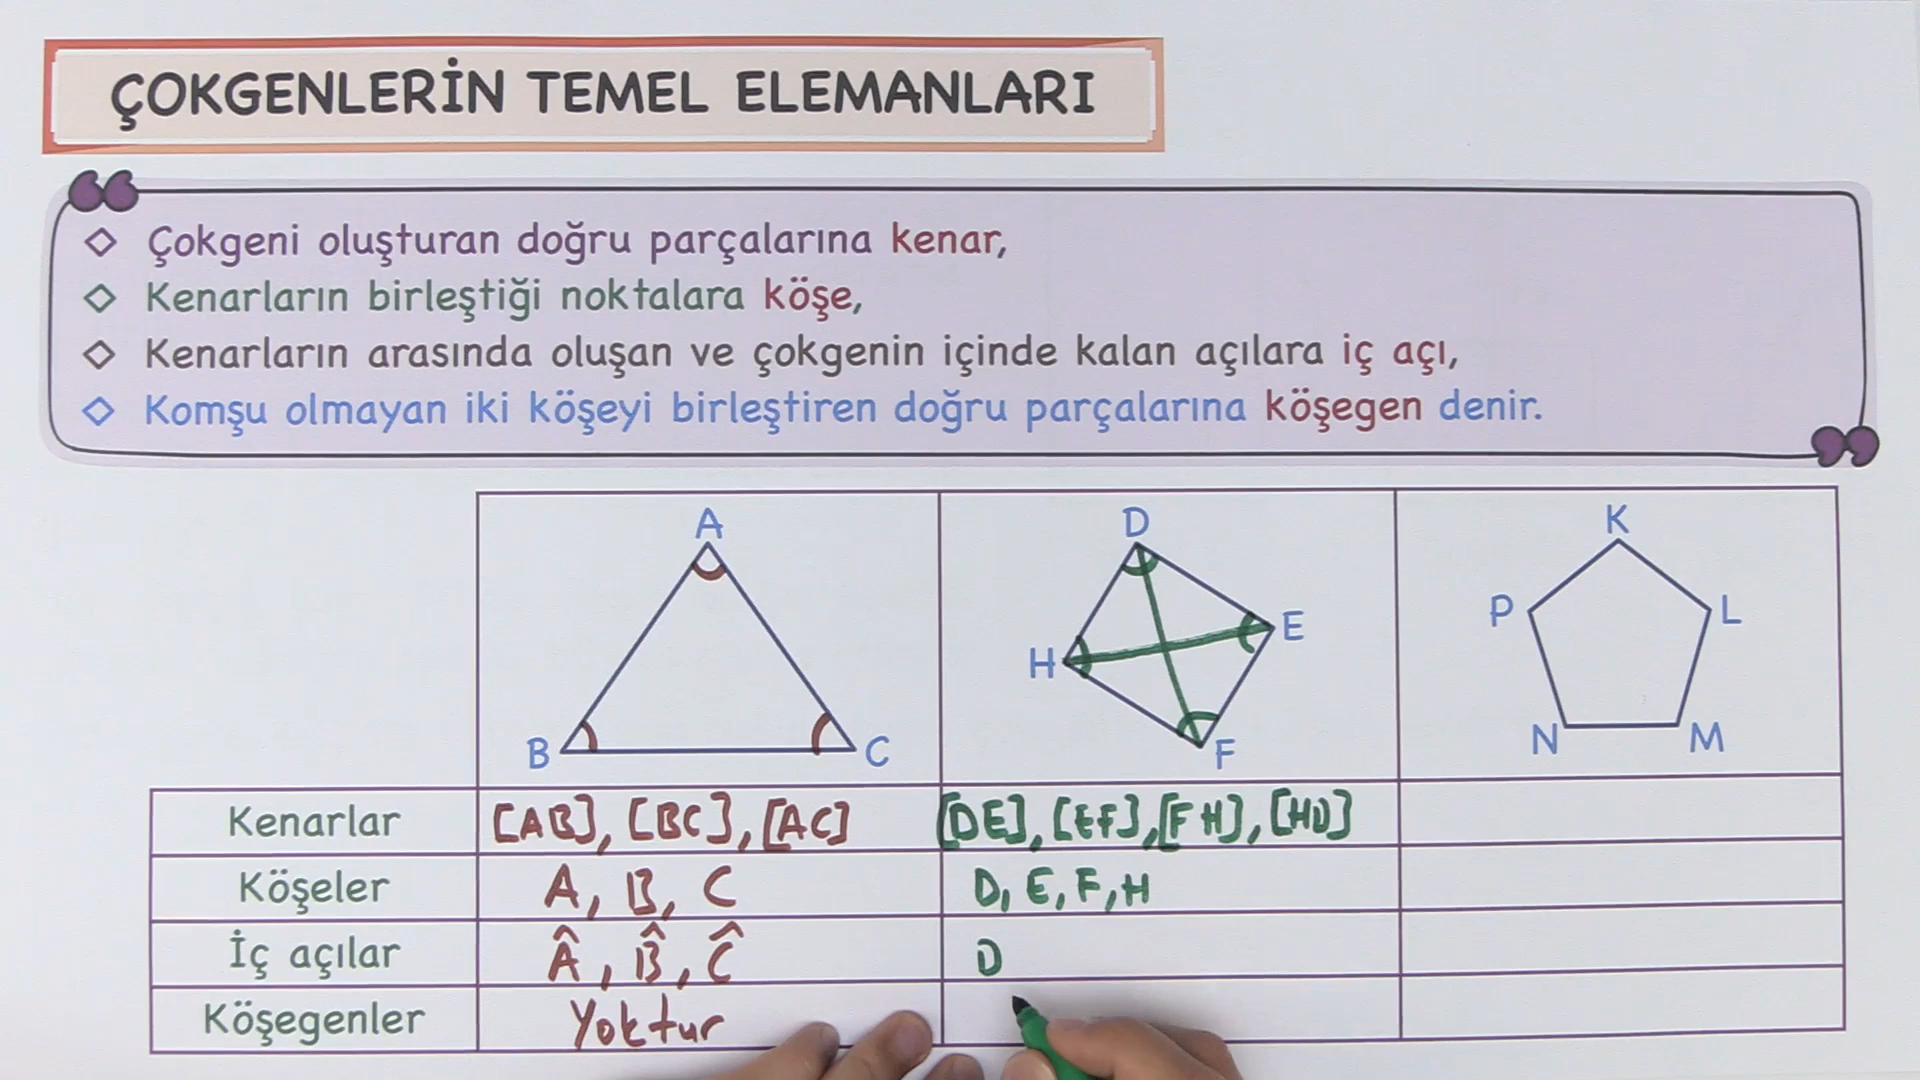 ÇOKGENLERİN TEMEL ELEMANLARI
◇ Çokgeni oluşturan doğru parçalarına kenar,
◇ Kenarların birleştiği noktalara köşe,
◇ Kenarların arasında oluşan ve çokgenin içinde kalan açılara iç açı,
◇ Komşu olmayan iki köşeyi birleştiren doğru parçalarına köşegen denir.
A
B
C
D
E
H
F
K
P
L
N
M
Kenarlar [AB], [BC], [AC] [DE], [EF], [FH], [HD]
Köşeler A, B, C D, E, F, H
İç açılar Â, B̂, Ĉ D
Köşegenler Yoktur